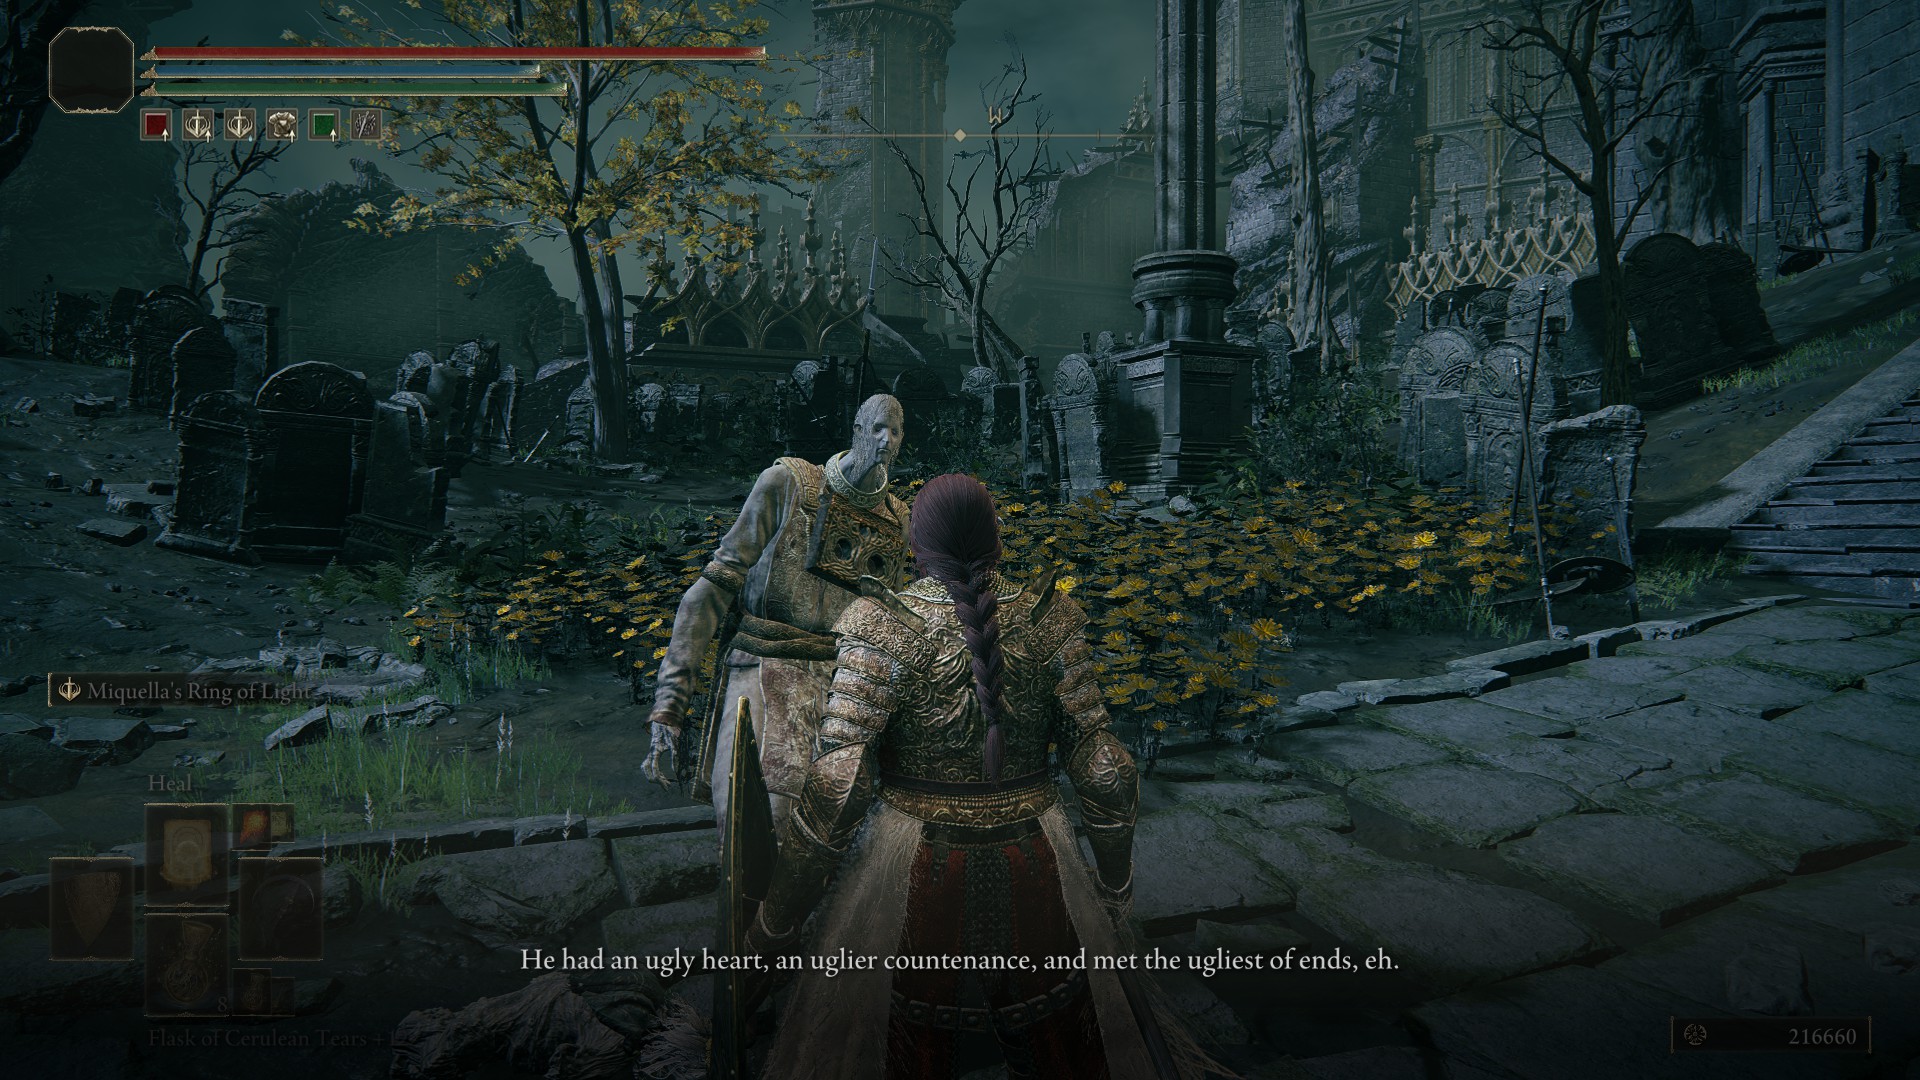 W
Miquella's Ring of Light
Heal
8
Flask of Cerulean Tears +1
He had an ugly heart, an uglier countenance, and met the ugliest of ends, eh.
216660